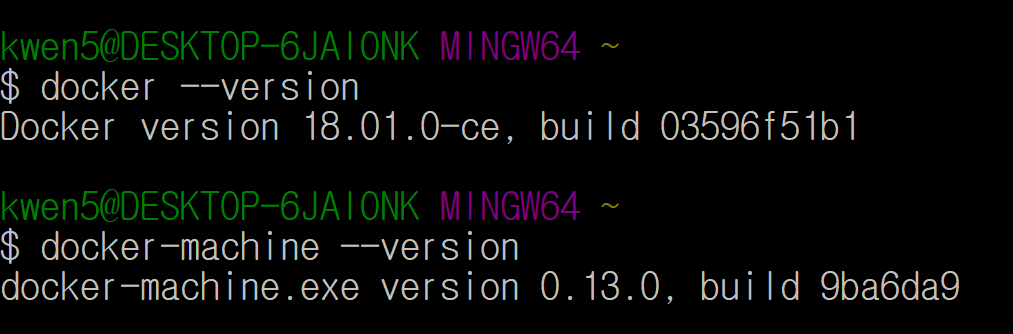 kwen5@DESKTOP-6JAIONK MINGW64 ~
$ docker --version
Docker version 18.01.0-ce, build 03596f51b1
kwen5@DESKTOP-6JAIONK MINGW64 ~
$ docker-machine --version
docker-machine.exe version 0.13.0, build 9ba6da9